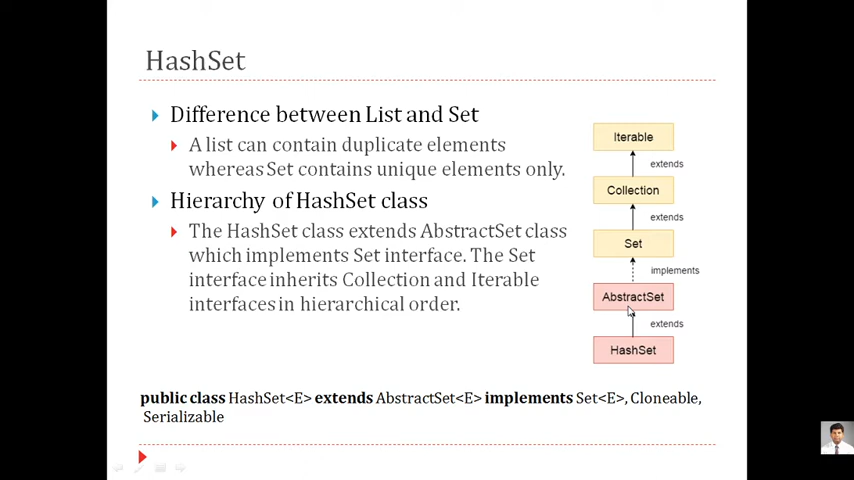 HashSet
Difference between List and Set
A list can contain duplicate elements
whereas Set contains unique elements only.
Hierarchy of HashSet class
The HashSet class extends AbstractSet class
which implements Set interface. The Set
interface inherits Collection and Iterable
interfaces in hierarchical order.
Iterable
extends
Collection
extends
Set
implements
AbstractSet
extends
HashSet
public class HashSet<E> extends AbstractSet<E> implements Set<E>, Cloneable,
Serializable